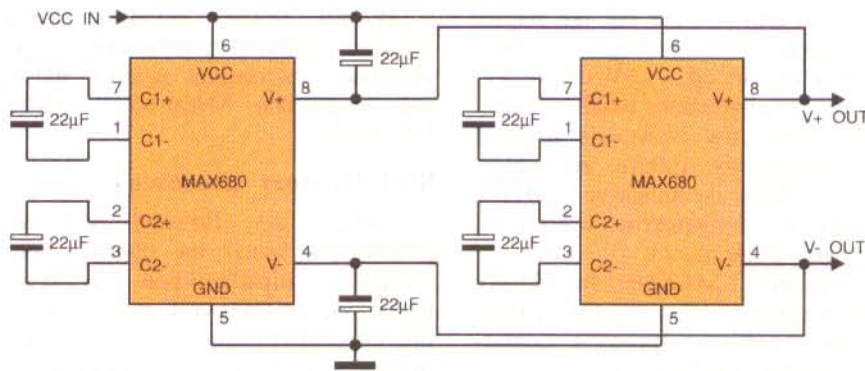 VCC IN
6
VCC
22µF
7
C1+
V+
8
22µF
1
C1-
MAX680
2
C2+
22µF
3
C2-
V-
4
GND
5
22µF
6
VCC
7
C1+
V+
8
V+ OUT
22µF
1
C1-
MAX680
2
C2+
V- OUT
22µF
3
C2-
V-
4
GND
5